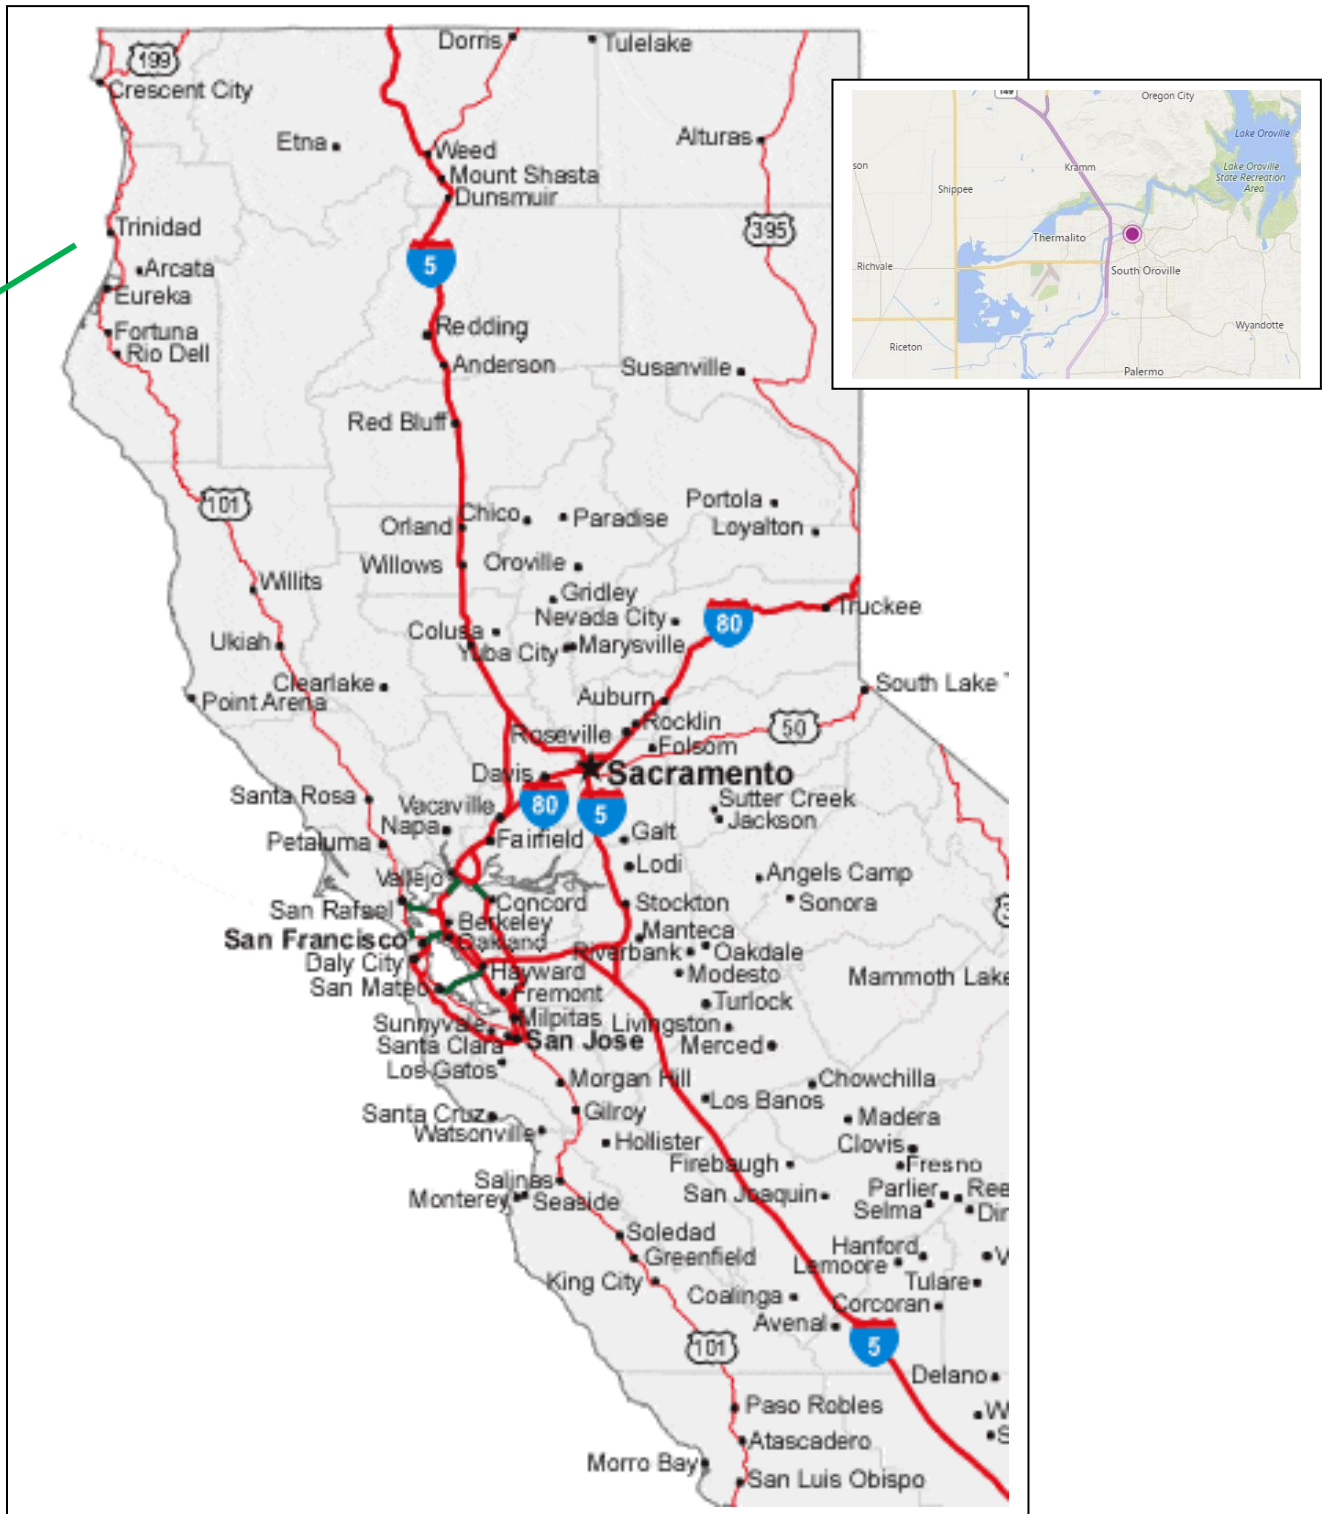 Dorris
Tulelake
199
Crescent City
Etna
Weed
Alturas
Mount Shasta
Dunsmuir
Trinidad
395
5
Arcata
Eureka
Redding
Fortuna
Rio Dell
Anderson
Susanville
Red Bluff
101
Portola
Chico
Paradise
Orland
Loyalton
Willows
Oroville
Willits
Gridley
Truckee
Nevada City
80
Colusa
Ukiah
Yuba City
Marysville
Clearlake
South Lake
Point Arena
Auburn
Rocklin
50
Roseville
Folsom
Davis
Sacramento
Santa Rosa
Vacaville
80
5
Sutter Creek
Jackson
Napa
Galt
Petaluma
Fairfield
Lodi
Vallejo
Angels Camp
San Rafael
Concord
Stockton
Sonora
Berkeley
Manteca
San Francisco
Oakland
Riverbank
Oakdale
Daly City
Hayward
Modesto
Mammoth Lake
San Mateo
Fremont
Turlock
Milpitas
Sunnyvale
Livingston
Santa Clara
San Jose
Merced
Los Gatos
Morgan Hill
Chowchilla
Los Banos
Santa Cruz
Gilroy
Madera
Watsonville
Hollister
Clovis
Firebaugh
Fresno
Salinas
San Joaquin
Parlier
Ree
Monterey
Seaside
Selma
Din
Soledad
Greenfield
Hanford
V
Lemoore
King City
Tulare
Coalinga
Corcoran
Avenal
101
5
Delano
Paso Robles
W
Atascadero
S
Morro Bay
San Luis Obispo
149
Oregon City
Lake Oroville
son
Kramm
Lake Oroville
State Recreation
Area
Shippee
Thermalito
Richvale
South Oroville
Wyandotte
Riceton
Palermo